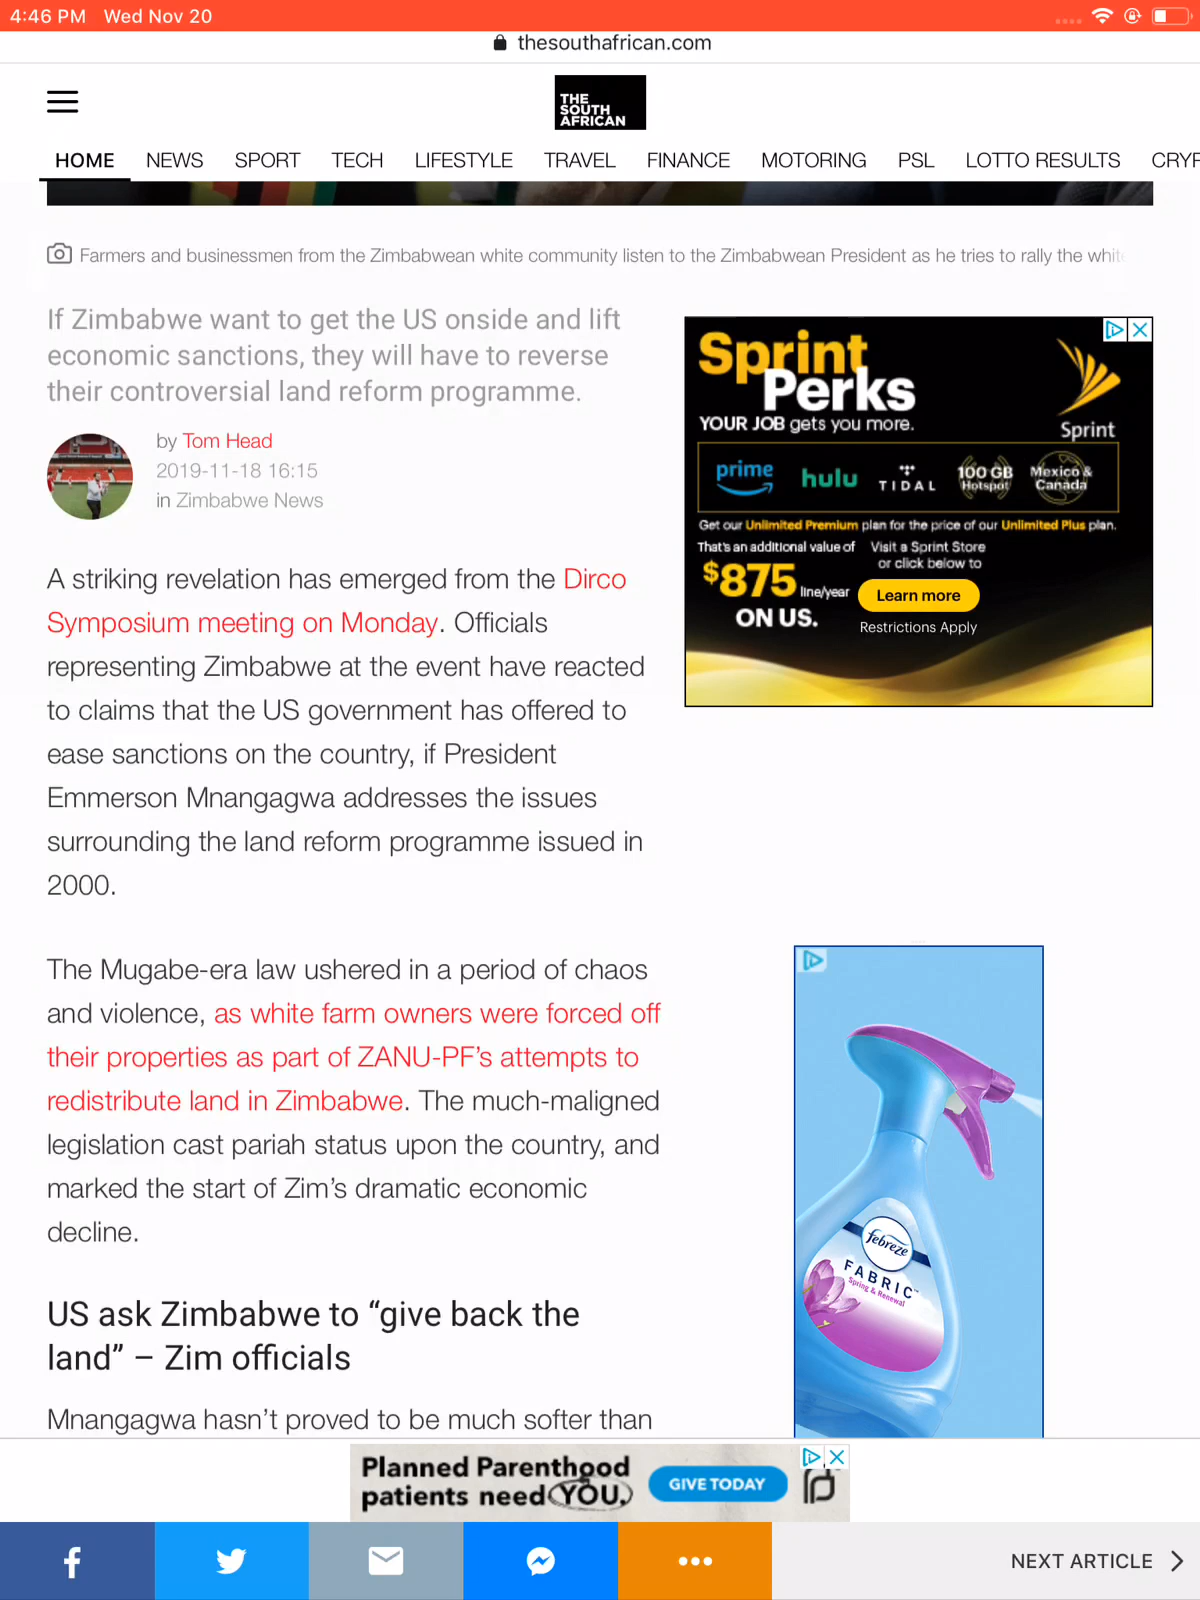 4:46 PM Wed Nov 20
thesouthafrican.com
THE
SOUTH
AFRICAN
HOME NEWS SPORT TECH LIFESTYLE TRAVEL FINANCE MOTORING PSL LOTTO RESULTS CRYP
Farmers and businessmen from the Zimbabwean white community listen to the Zimbabwean President as he tries to rally the white
If Zimbabwe want to get the US onside and lift
economic sanctions, they will have to reverse
their controversial land reform programme.
by Tom Head
2019-11-18 16:15
in Zimbabwe News
A striking revelation has emerged from the Dirco
Symposium meeting on Monday. Officials
representing Zimbabwe at the event have reacted
to claims that the US government has offered to
ease sanctions on the country, if President
Emmerson Mnangagwa addresses the issues
surrounding the land reform programme issued in
2000.
The Mugabe-era law ushered in a period of chaos
and violence, as white farm owners were forced off
their properties as part of ZANU-PF’s attempts to
redistribute land in Zimbabwe. The much-maligned
legislation cast pariah status upon the country, and
marked the start of Zim’s dramatic economic
decline.
US ask Zimbabwe to “give back the
land” – Zim officials
Mnangagwa hasn’t proved to be much softer than
Sprint
Perks
YOUR JOB gets you more.
Sprint
prime hulu TIDAL 100 GB Hotspot Mexico & Canada
Get our Unlimited Premium plan for the price of our Unlimited Plus plan.
That's an additional value of
$875 line/year
ON US.
Visit a Sprint Store
or click below to
Learn more
Restrictions Apply
febreze
FABRIC™
Spring & Renewal
Planned Parenthood
patients need YOU.
GIVE TODAY
NEXT ARTICLE